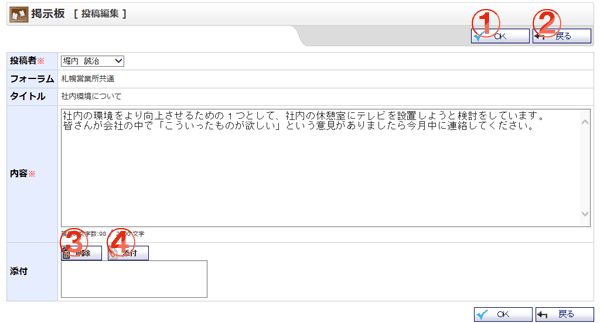 掲示板 [ 投稿編集 ]
① ②
OK 戻る
投稿者※ 堀内 誠治
フォーラム 札幌営業所共通
タイトル 社内環境について
社内の環境をより向上させるための１つとして、社内の休憩室にテレビを設置しようと検討をしています。
皆さんが会社の中で「こういったものが欲しい」という意見がありましたら今月中に連絡してください。
内容※
字数:98 文字
③ ④
削除 添付
添付
OK 戻る